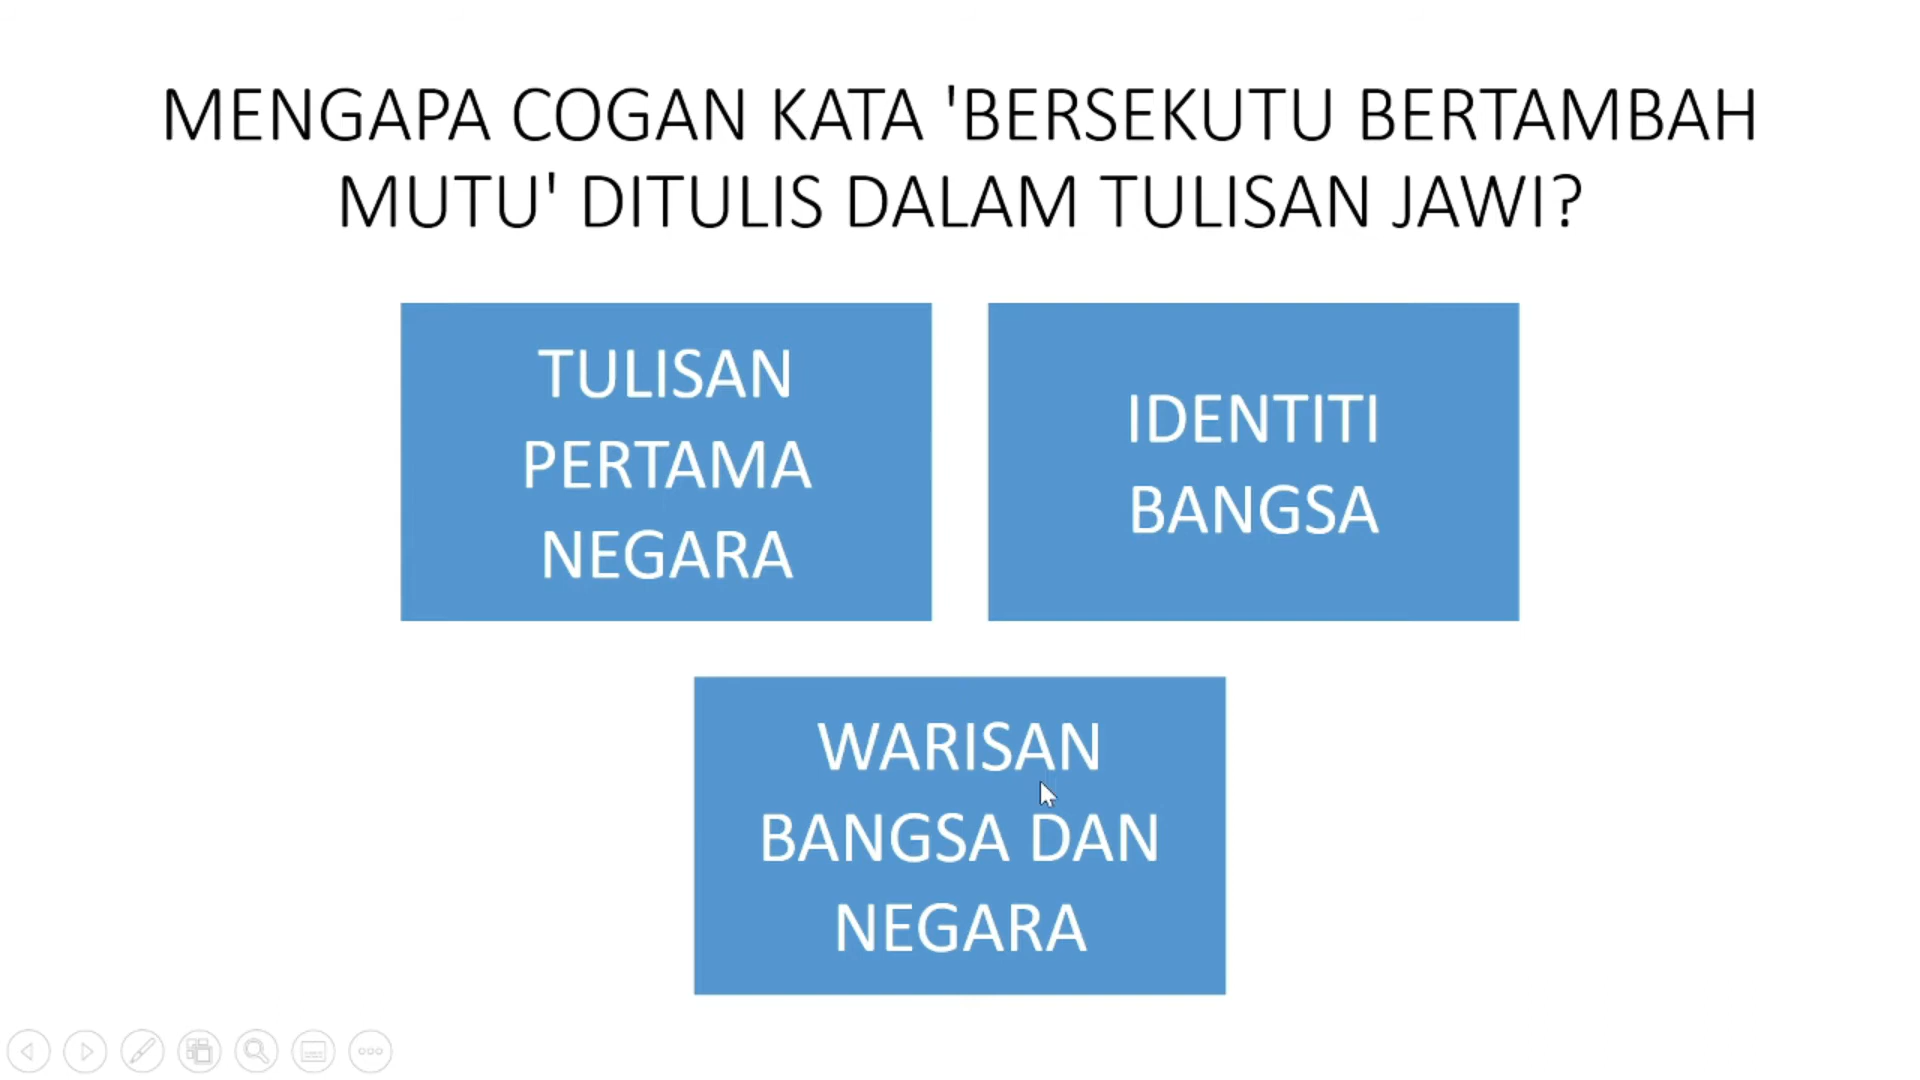 MENGAPA COGAN KATA 'BERSEKUTU BERTAMBAH
MUTU' DITULIS DALAM TULISAN JAWI?
TULISAN
PERTAMA
NEGARA
IDENTITI
BANGSA
WARISAN
BANGSA DAN
NEGARA